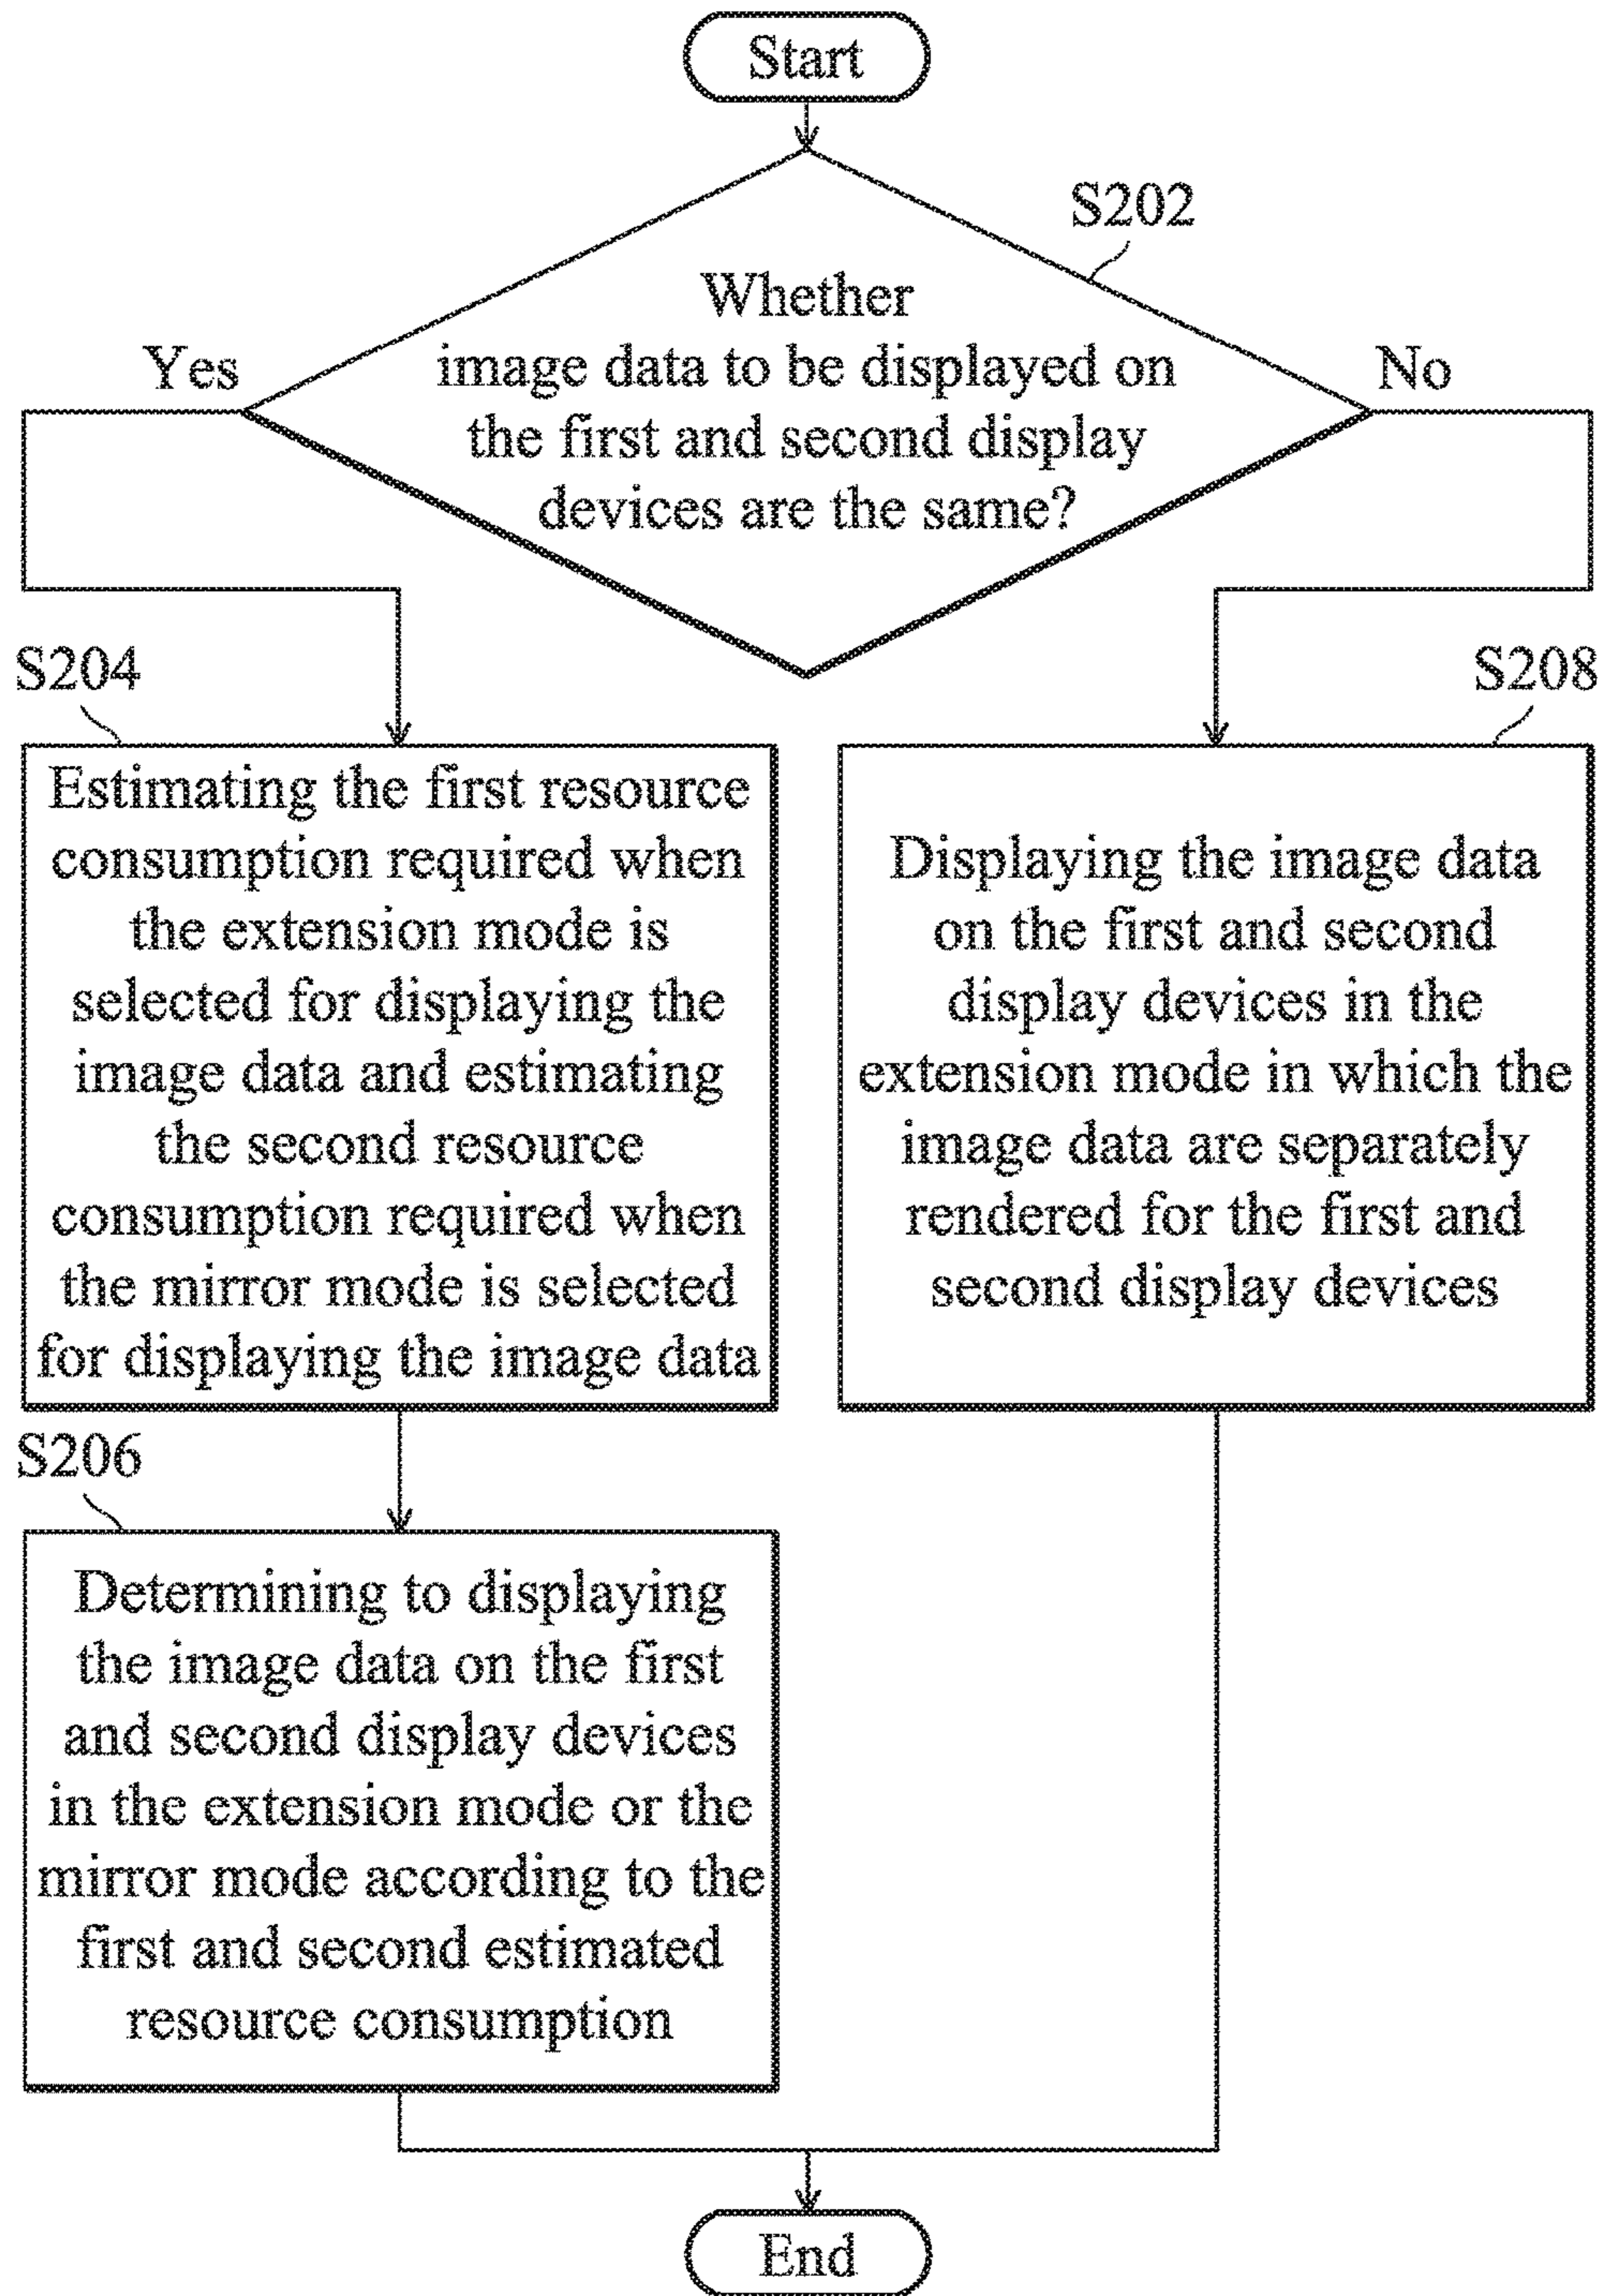 Start
S202
Whether
image data to be displayed on
the first and second display
devices are the same?
Yes
No
S204
Estimating the first resource
consumption required when
the extension mode is
selected for displaying the
image data and estimating
the second resource
consumption required when
the mirror mode is selected
for displaying the image data
S208
Displaying the image data
on the first and second
display devices in the
extension mode in which the
image data are separately
rendered for the first and
second display devices
S206
Determining to displaying
the image data on the first
and second display devices
in the extension mode or the
mirror mode according to the
first and second estimated
resource consumption
End